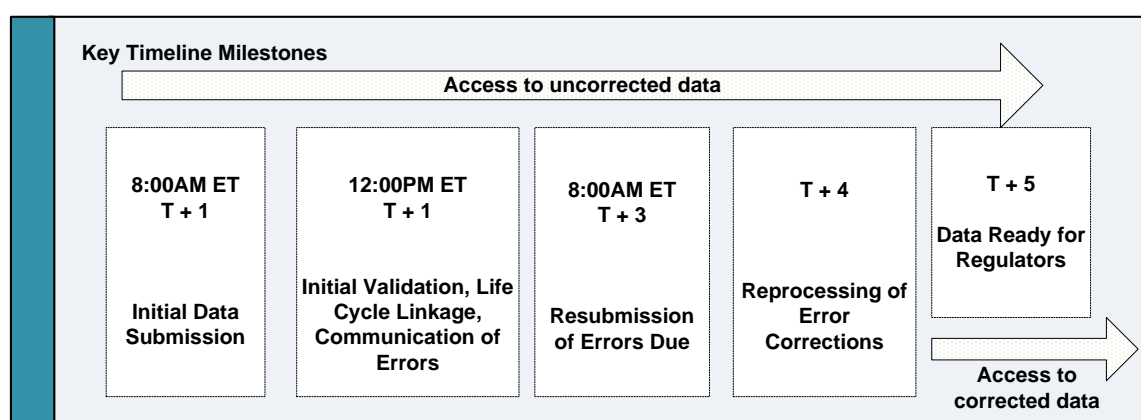 Key Timeline Milestones
Access to uncorrected data
8:00AM ET
T + 1
Initial Data
Submission
12:00PM ET
T + 1
Initial Validation, Life
Cycle Linkage,
Communication of
Errors
8:00AM ET
T + 3
Resubmission
of Errors Due
T + 4
Reprocessing of
Error
Corrections
T + 5
Data Ready for
Regulators
Access to
corrected data